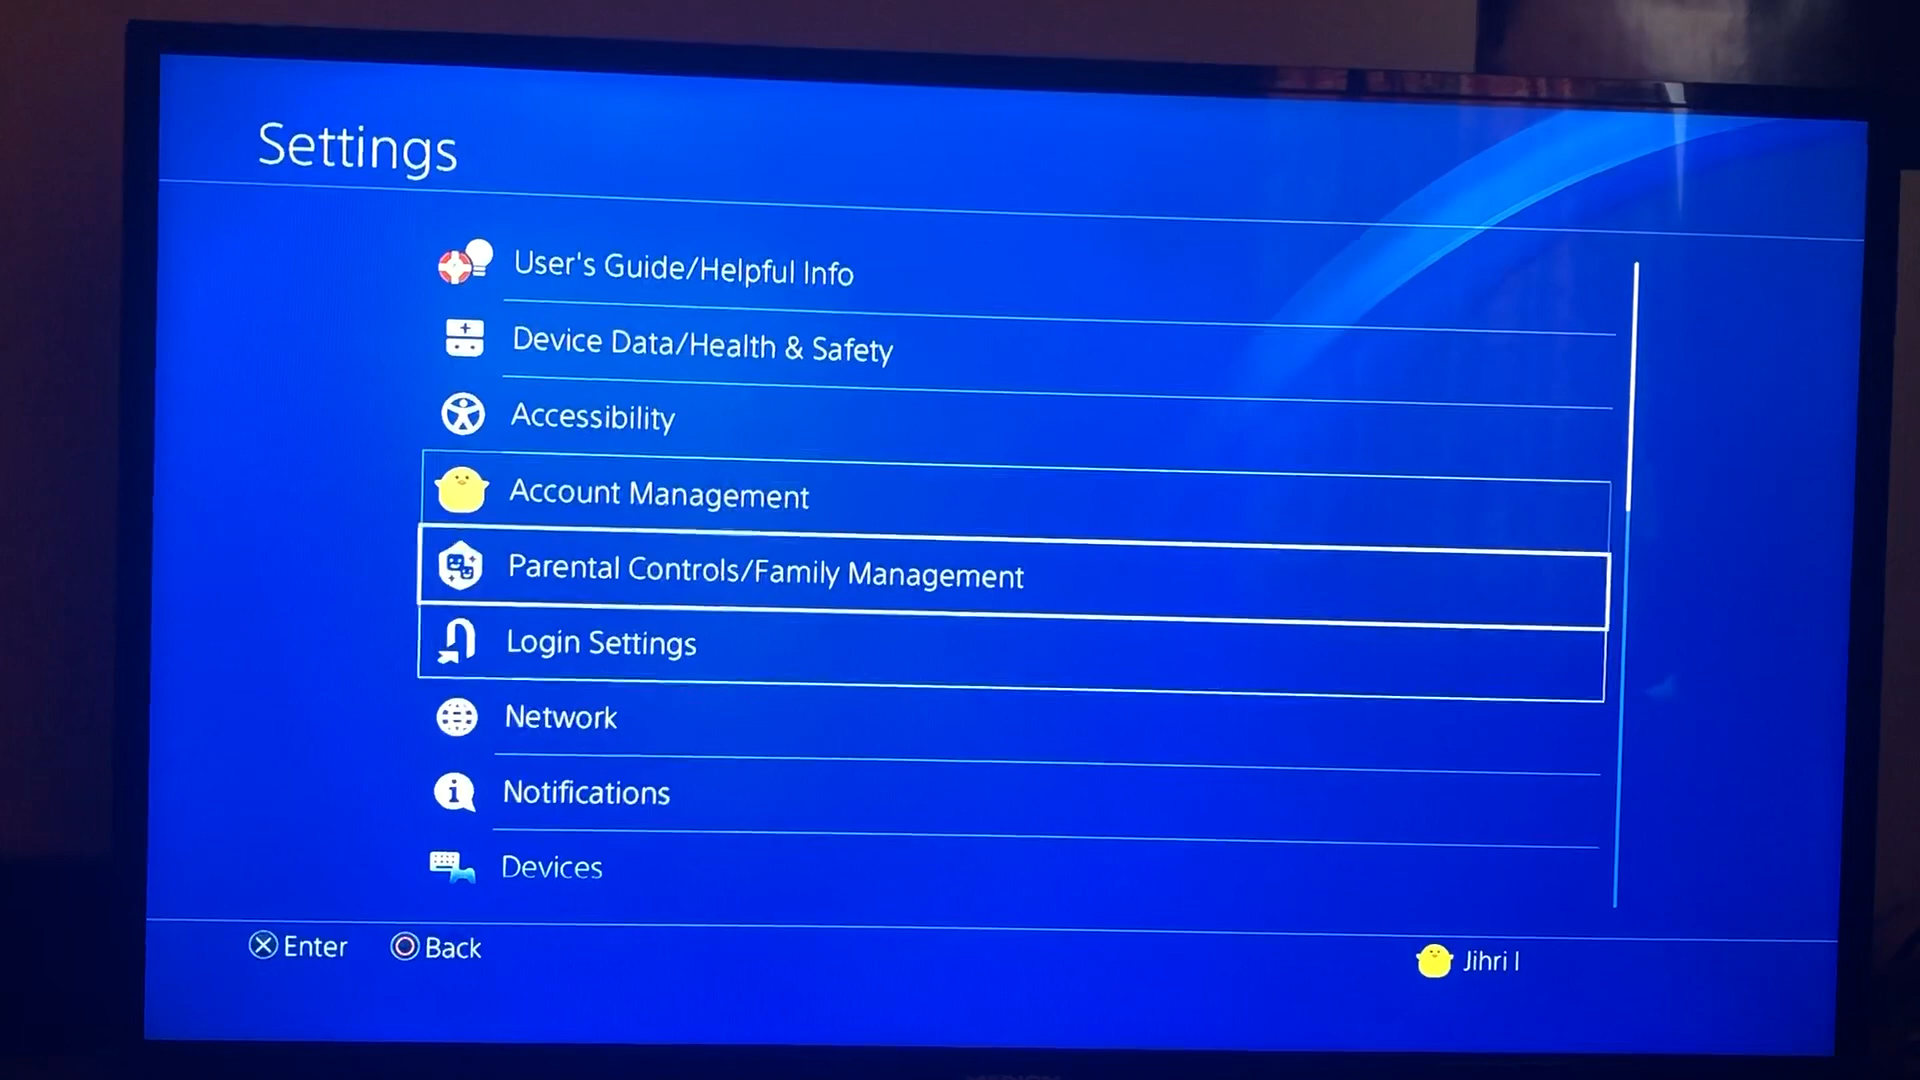 Settings
User's Guide/Helpful Info
Device Data/Health & Safety
Accessibility
Account Management
Parental Controls/Family Management
Login Settings
Network
Notifications
Devices
Enter Back
Jihri I